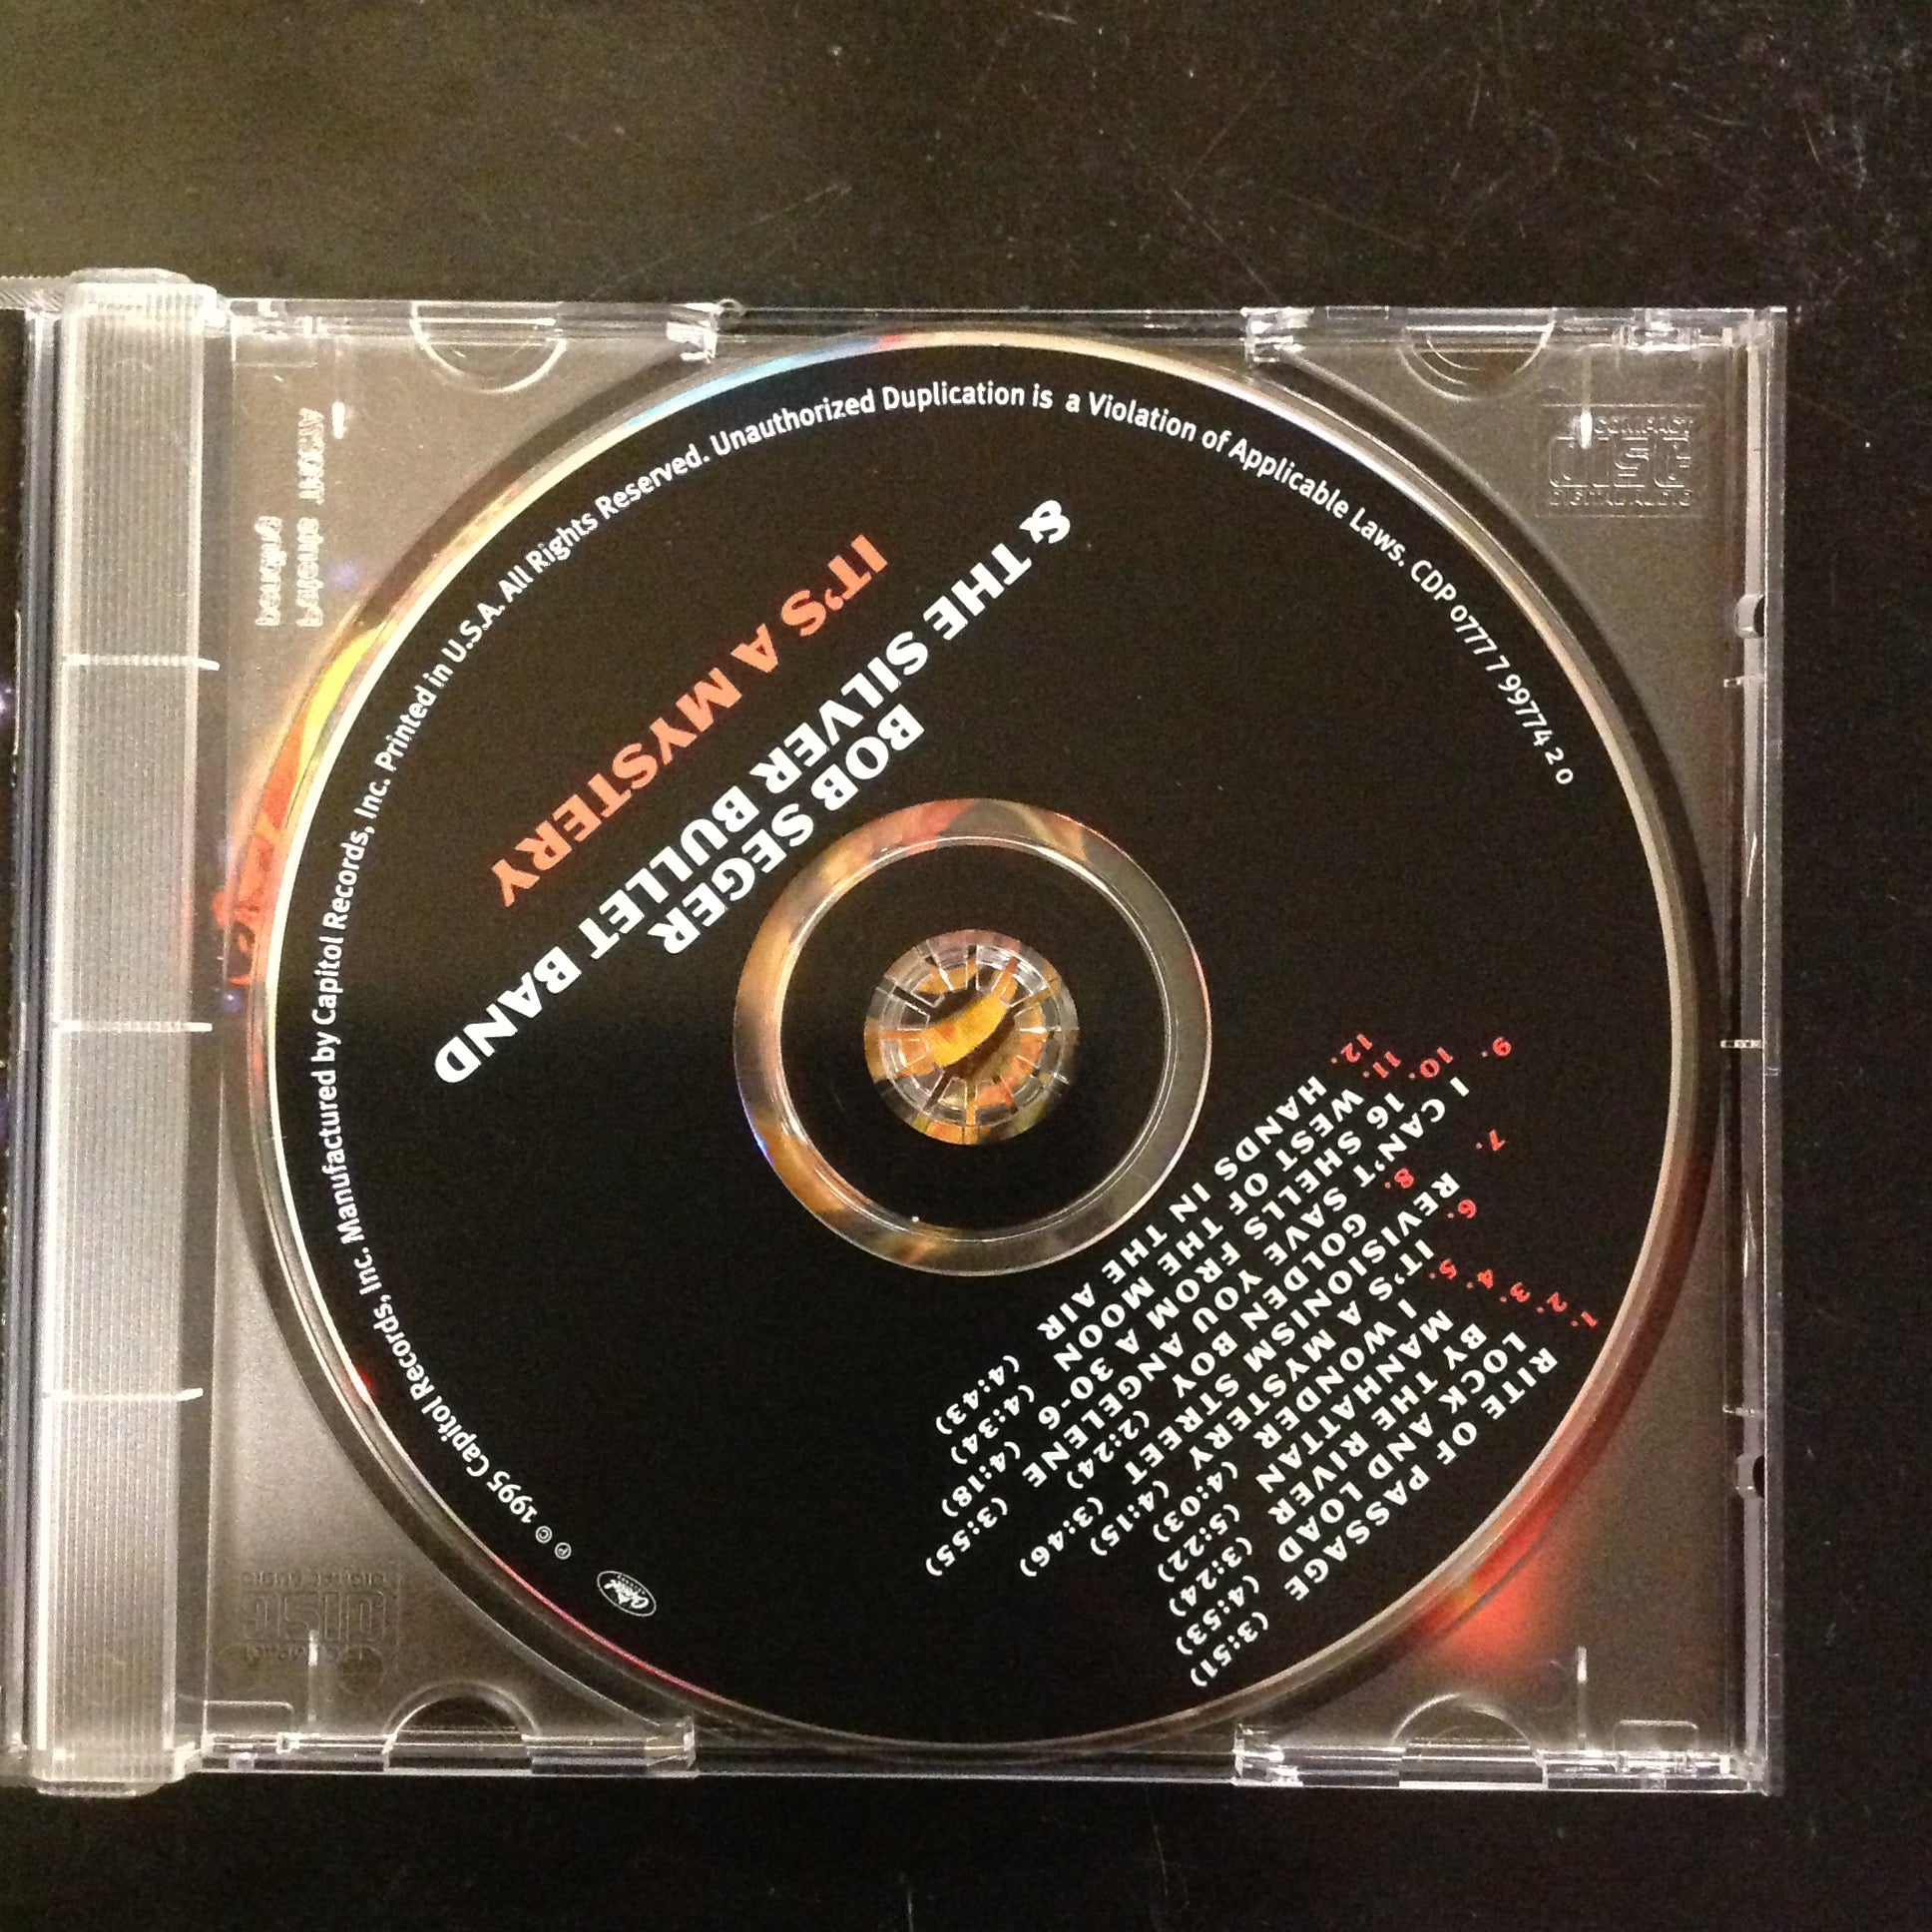 BOB SEGER
& THE SILVER BULLET BAND
IT'S A MYSTERY
1. RITE OF PASSAGE (3:51)
2. LOCK AND LOAD (4:53)
3. BY THE RIVER (3:24)
4. MANHATTAN (5:22)
5. I WONDER (4:03)
6. IT'S A MYSTERY (4:15)
7. REVISIONISM STREET (3:46)
8. GOLDEN BOY (2:24)
9. I CAN'T SAVE YOU ANGELENE (3:55)
10. 16 SHELLS FROM A 30-6 (4:18)
11. WEST OF THE MOON (4:34)
12. HANDS IN THE AIR (4:43)
℗ © 1995 Capitol Records, Inc. Manufactured by Capitol Records, Inc. Printed in U.S.A. All Rights Reserved. Unauthorized Duplication is a Violation of Applicable Laws. CDP 0777 7 99774 2 0
Capitol
COMPACT
disc
DIGITAL AUDIO